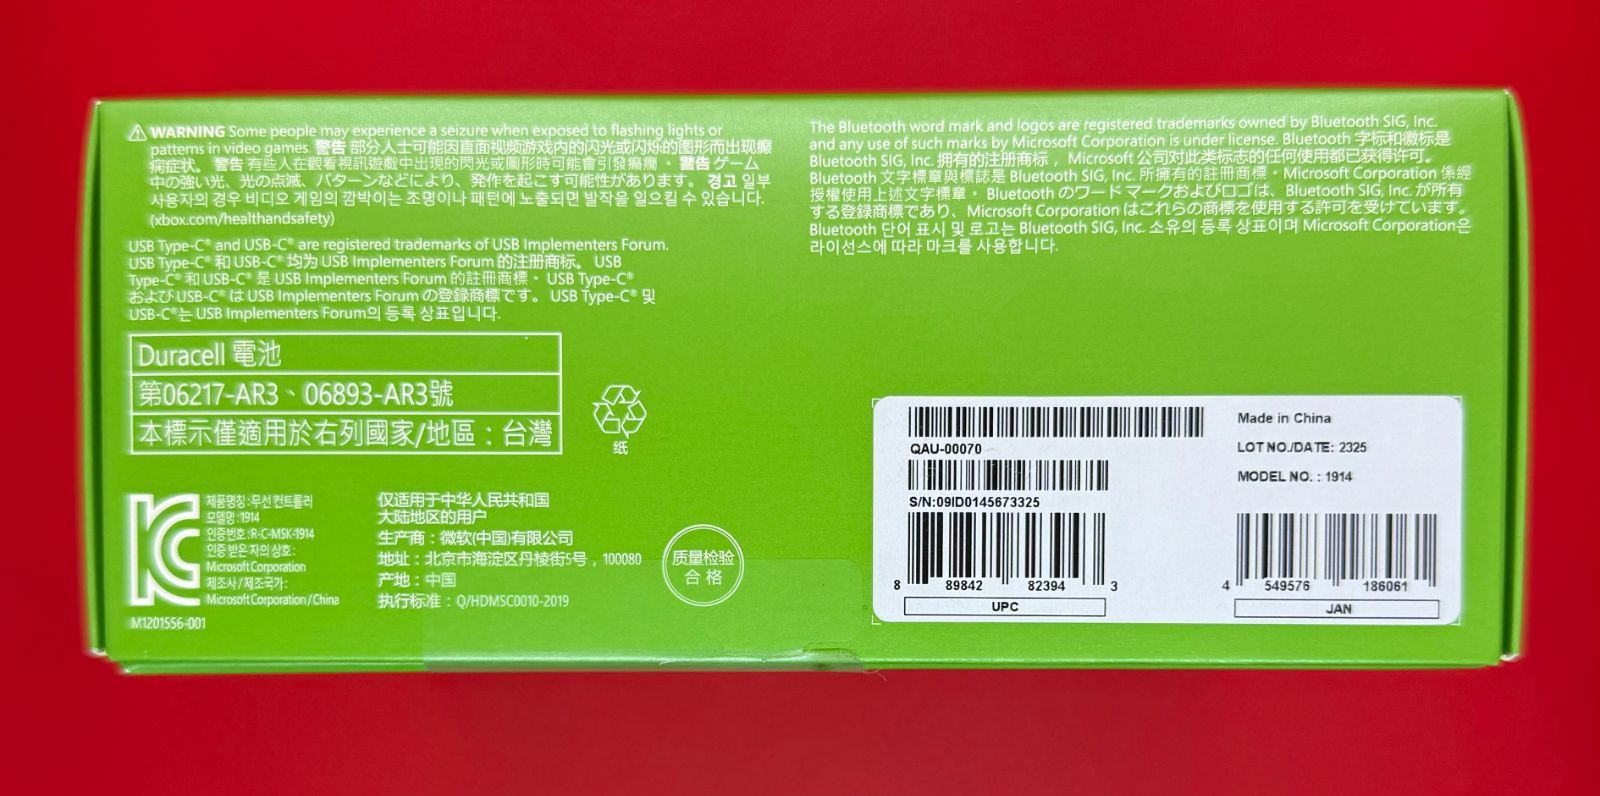 ⚠ WARNING Some people may experience a seizure when exposed to flashing lights or
patterns in video games. 警告 部分人士可能因直面视频游戏内的闪光或闪烁的图形而出现癫
痫症状。 警告 有些人在觀看視訊遊戲中出現的閃光或圖形時可能會引發癲癇。 警告 ゲーム
中の強い光、光の点滅、パターンなどにより、発作を起こす可能性があります。 경고 일부
사용자의 경우 비디오 게임의 깜박이는 조명이나 패턴에 노출되면 발작을 일으킬 수 있습니다.
(xbox.com/healthandsafety)
USB Type-C® and USB-C® are registered trademarks of USB Implementers Forum.
USB Type-C® 和 USB-C® 均为 USB Implementers Forum 的注册商标。 USB
Type-C® 和 USB-C® 是 USB Implementers Forum 的註冊商標。 USB Type-C®
および USB-C® は USB Implementers Forum の登録商標です。 USB Type-C® 및
USB-C®는 USB Implementers Forum의 등록 상표입니다.
Duracell 電池
第06217-AR3、06893-AR3號
本標示僅適用於右列國家/地區：台灣
纸
제품명칭:무선 컨트롤러
모델명:1914
인증번호:R-C-MSK-1914
인증 받은 자의 상호:
Microsoft Corporation
제조사/제조국가:
Microsoft Corporation/China
M1201556-001
仅适用于中华人民共和国
大陆地区的用户
生产商：微软(中国)有限公司
地址：北京市海淀区丹棱街5号，100080
产地：中国
执行标准：Q/HDMSC0010-2019
质量检验
合格
The Bluetooth word mark and logos are registered trademarks owned by Bluetooth SIG, Inc.
and any use of such marks by Microsoft Corporation is under license. Bluetooth 字标和徽标是
Bluetooth SIG, Inc. 拥有的注册商标，Microsoft 公司对此类标志的任何使用都已获得许可。
Bluetooth 文字標章與標誌是 Bluetooth SIG, Inc. 所擁有的註冊商標。Microsoft Corporation 係經
授權使用上述文字標章。 Bluetooth のワード マークおよびロゴは、Bluetooth SIG, Inc. が所有
する登録商標であり、Microsoft Corporation はこれらの商標を使用する許可を受けています。
Bluetooth 단어 표시 및 로고는 Bluetooth SIG, Inc. 소유의 등록 상표이며 Microsoft Corporation은
라이선스에 따라 마크를 사용합니다.
QAU-00070
S/N:09ID0145673325
8 89842 82394 3
UPC
Made in China
LOT NO./DATE: 2325
MODEL NO. : 1914
4 549576 186061
JAN